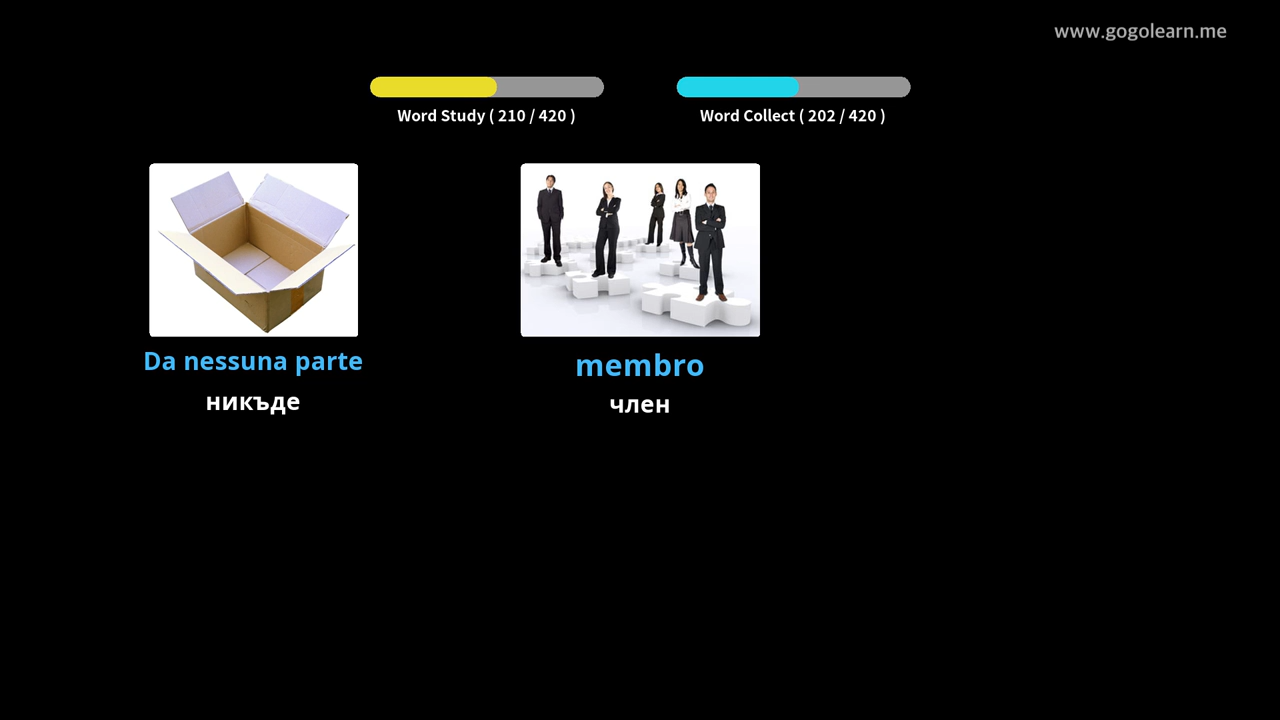 www.gogolearn.me
Word Study ( 210 / 420 )
Word Collect ( 202 / 420 )
Da nessuna parte
никъде
membro
член